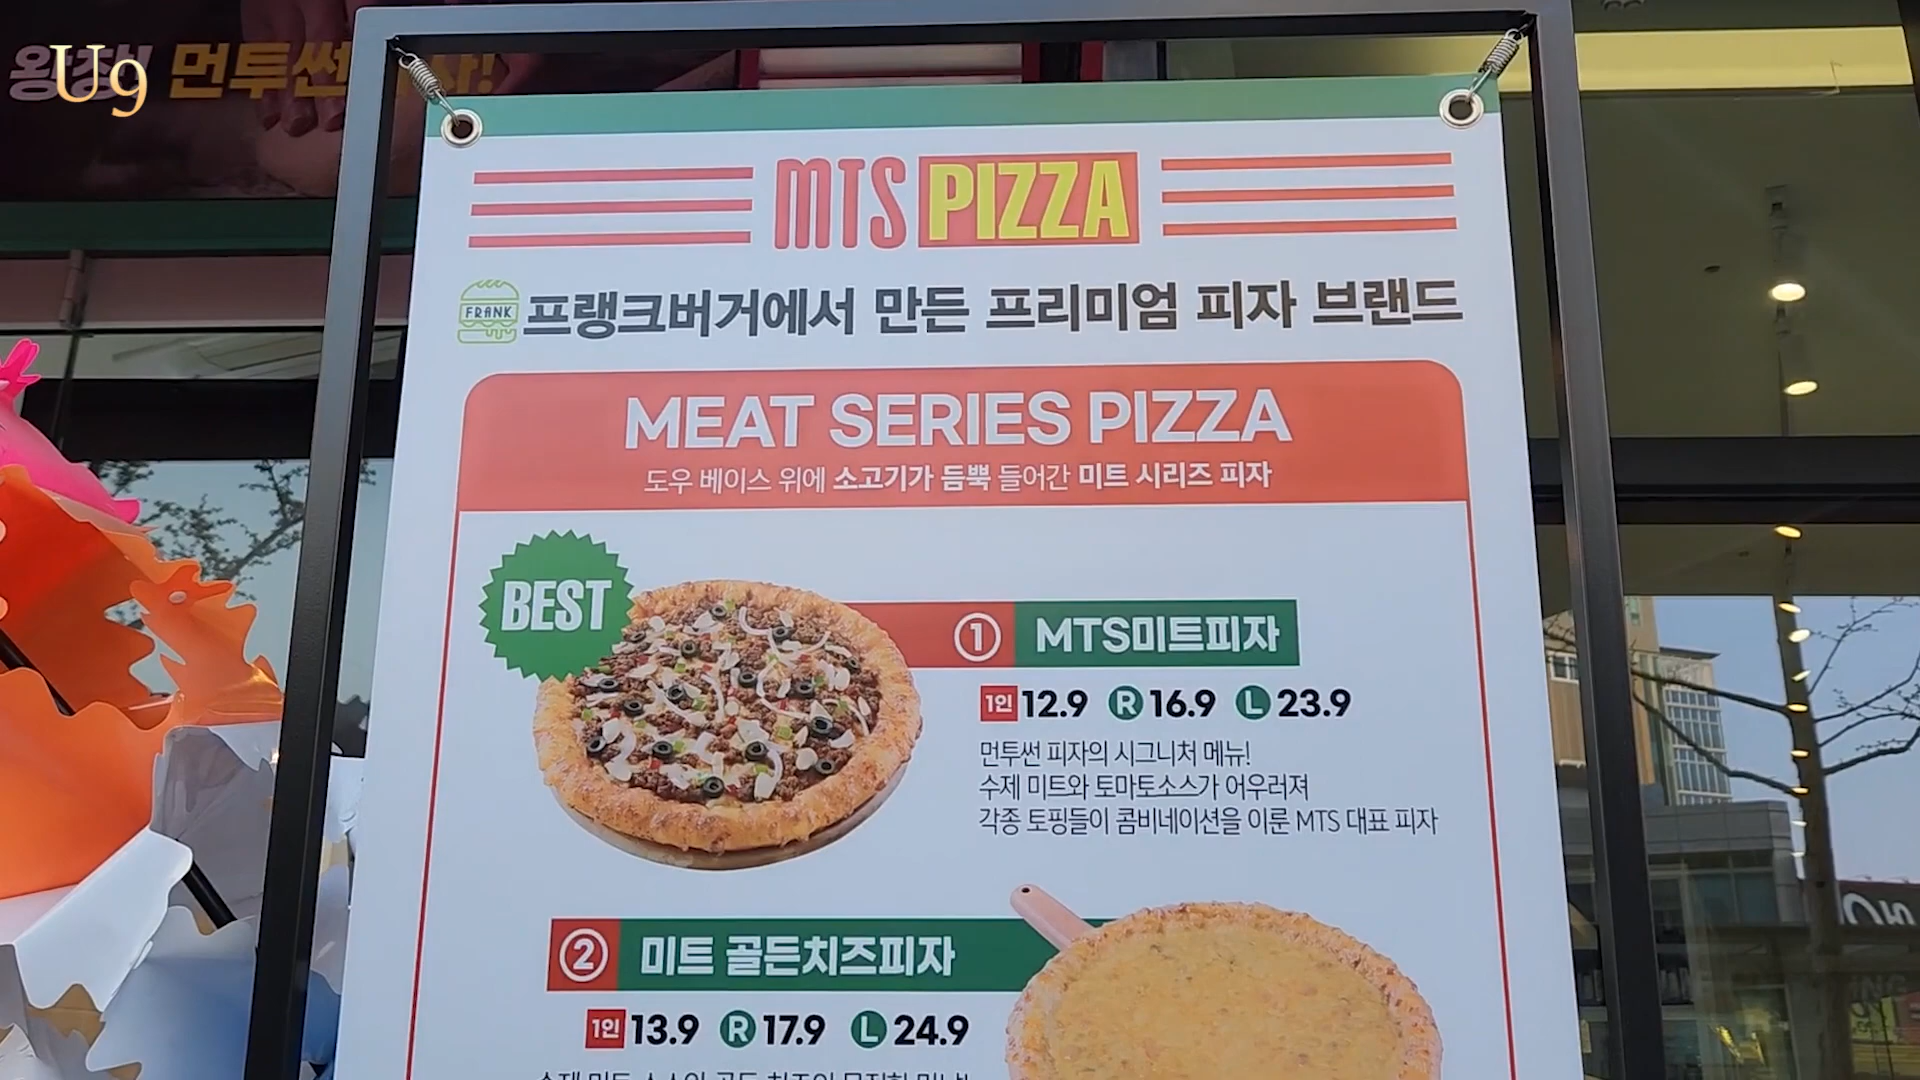 U9
먼투썬
MTS PIZZA
FRANK 프랭크버거에서 만든 프리미엄 피자 브랜드
MEAT SERIES PIZZA
도우 베이스 위에 소고기가 듬뿍 들어간 미트 시리즈 피자
BEST
① MTS미트피자
1인 12.9 R 16.9 L 23.9
먼투썬 피자의 시그니처 메뉴!
수제 미트와 토마토소스가 어우러져
각종 토핑들이 콤비네이션을 이룬 MTS 대표 피자
② 미트 골든치즈피자
1인 13.9 R 17.9 L 24.9